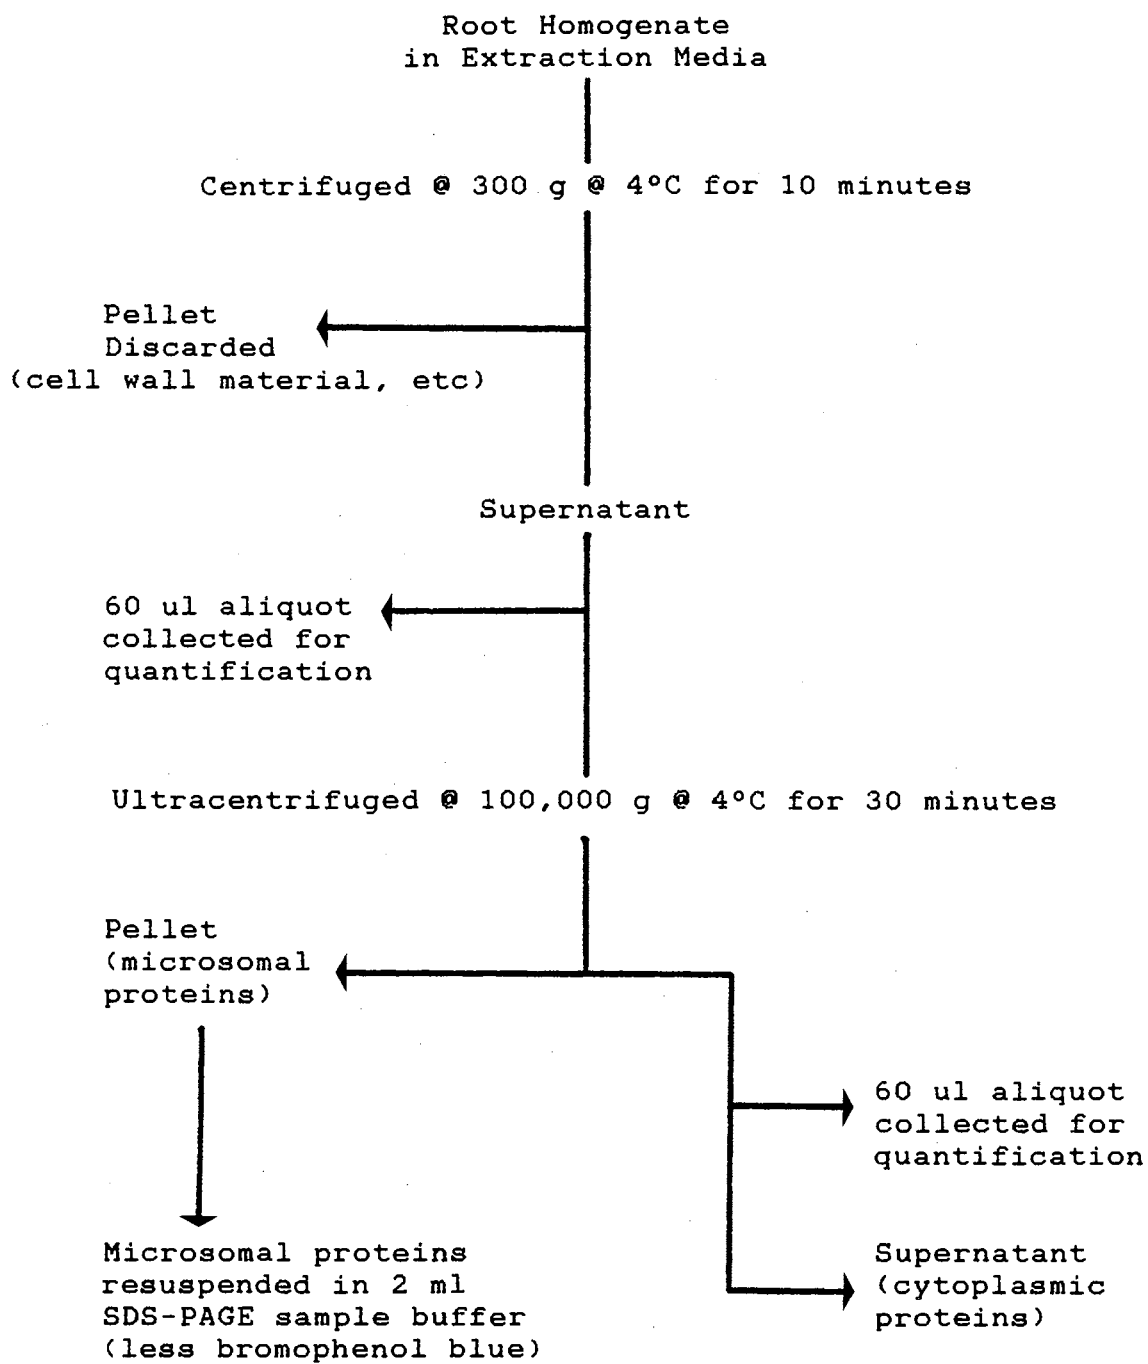 Root Homogenate
in Extraction Media
Centrifuged @ 300 g @ 4ºC for 10 minutes
Pellet
Discarded
(cell wall material, etc)
Supernatant
60 ul aliquot
collected for
quantification
Ultracentrifuged @ 100,000 g @ 4ºC for 30 minutes
Pellet
(microsomal
proteins)
60 ul aliquot
collected for
quantification
Microsomal proteins
resuspended in 2 ml
SDS-PAGE sample buffer
(less bromophenol blue)
Supernatant
(cytoplasmic
proteins)